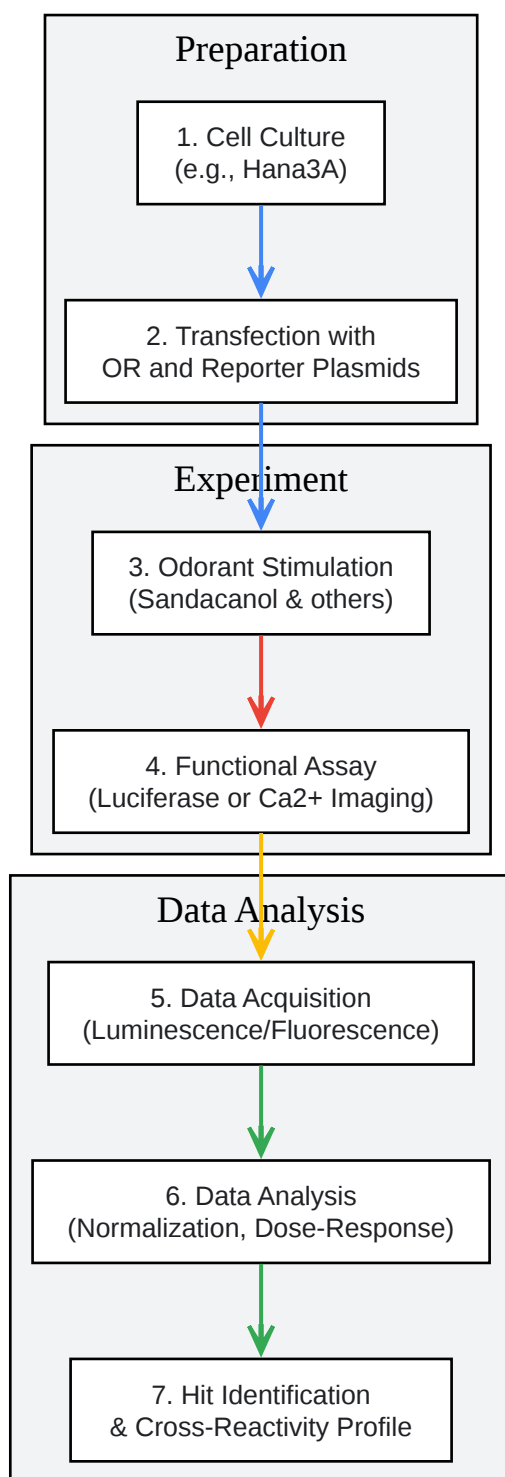 Preparation
1. Cell Culture
(e.g., Hana3A)
2. Transfection with
OR and Reporter Plasmids
Experiment
3. Odorant Stimulation
(Sandacanol & others)
4. Functional Assay
(Luciferase or Ca2+ Imaging)
Data Analysis
5. Data Acquisition
(Luminescence/Fluorescence)
6. Data Analysis
(Normalization, Dose-Response)
7. Hit Identification
& Cross-Reactivity Profile